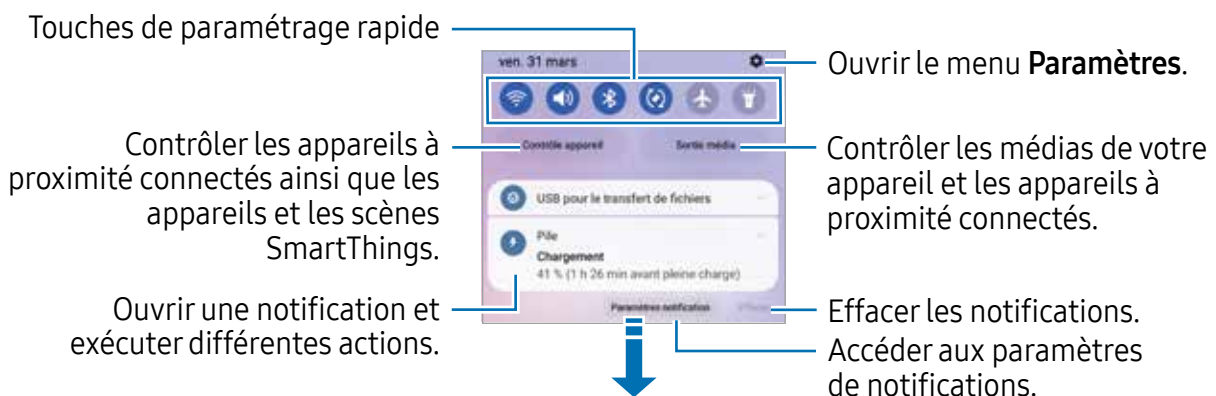 Touches de paramétrage rapide
ven. 31 mars
Ouvrir le menu Paramètres.
Contrôler les appareils à
proximité connectés ainsi que les
appareils et les scènes
SmartThings.
Contrôle appareil
Sortie média
Contrôler les médias de votre
appareil et les appareils à
proximité connectés.
USB pour le transfert de fichiers
Pile
Chargement
41 % (1 h 26 min avant pleine charge)
Ouvrir une notification et
exécuter différentes actions.
Paramètres notification
Effacer les notifications.
Accéder aux paramètres
de notifications.